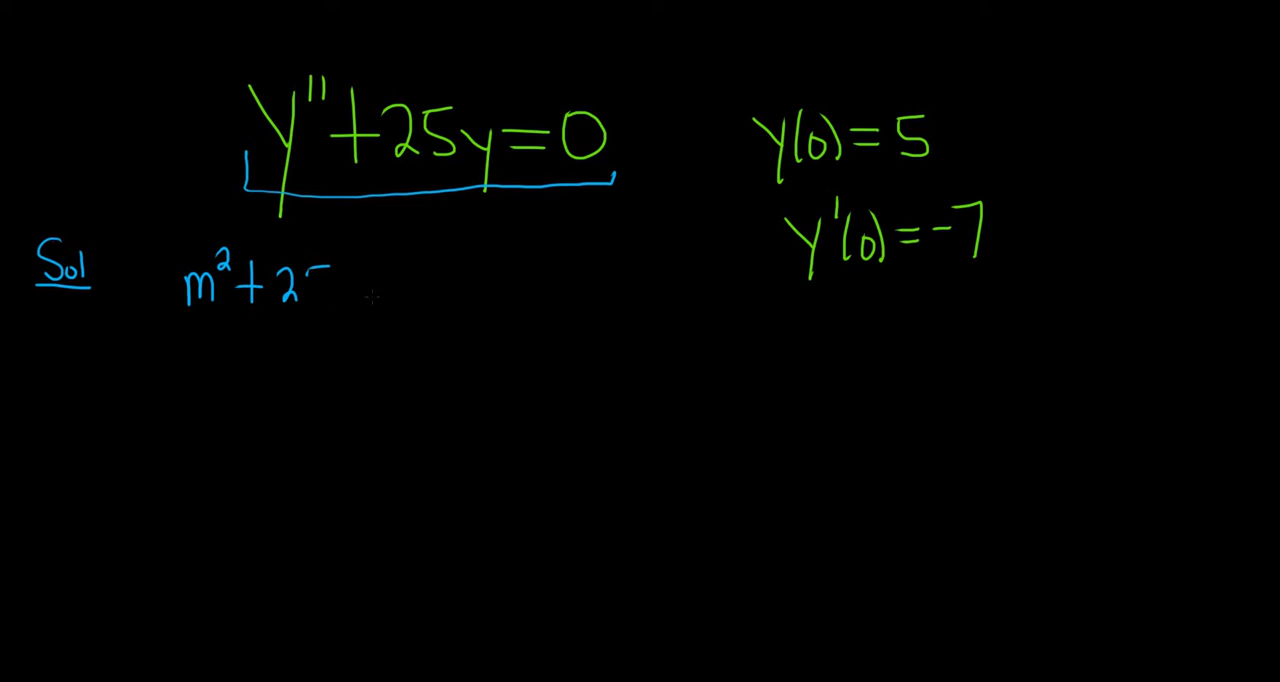 y'' + 25y = 0
y(0) = 5
y'(0) = -7
Sol
m² + 2